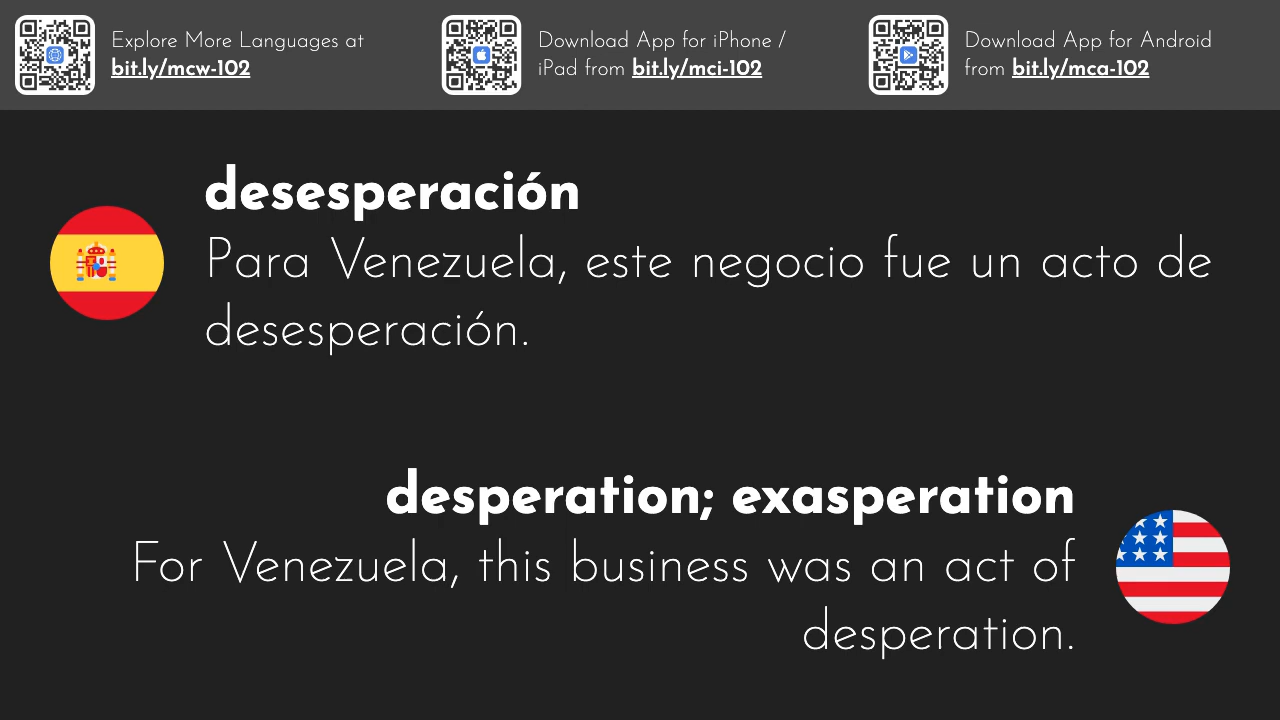 Explore More Languages at
bit.ly/mcw-102
Download App for iPhone /
iPad from bit.ly/mci-102
Download App for Android
from bit.ly/mca-102
desesperación
Para Venezuela, este negocio fue un acto de
desesperación.
desperation; exasperation
For Venezuela, this business was an act of
desperation.